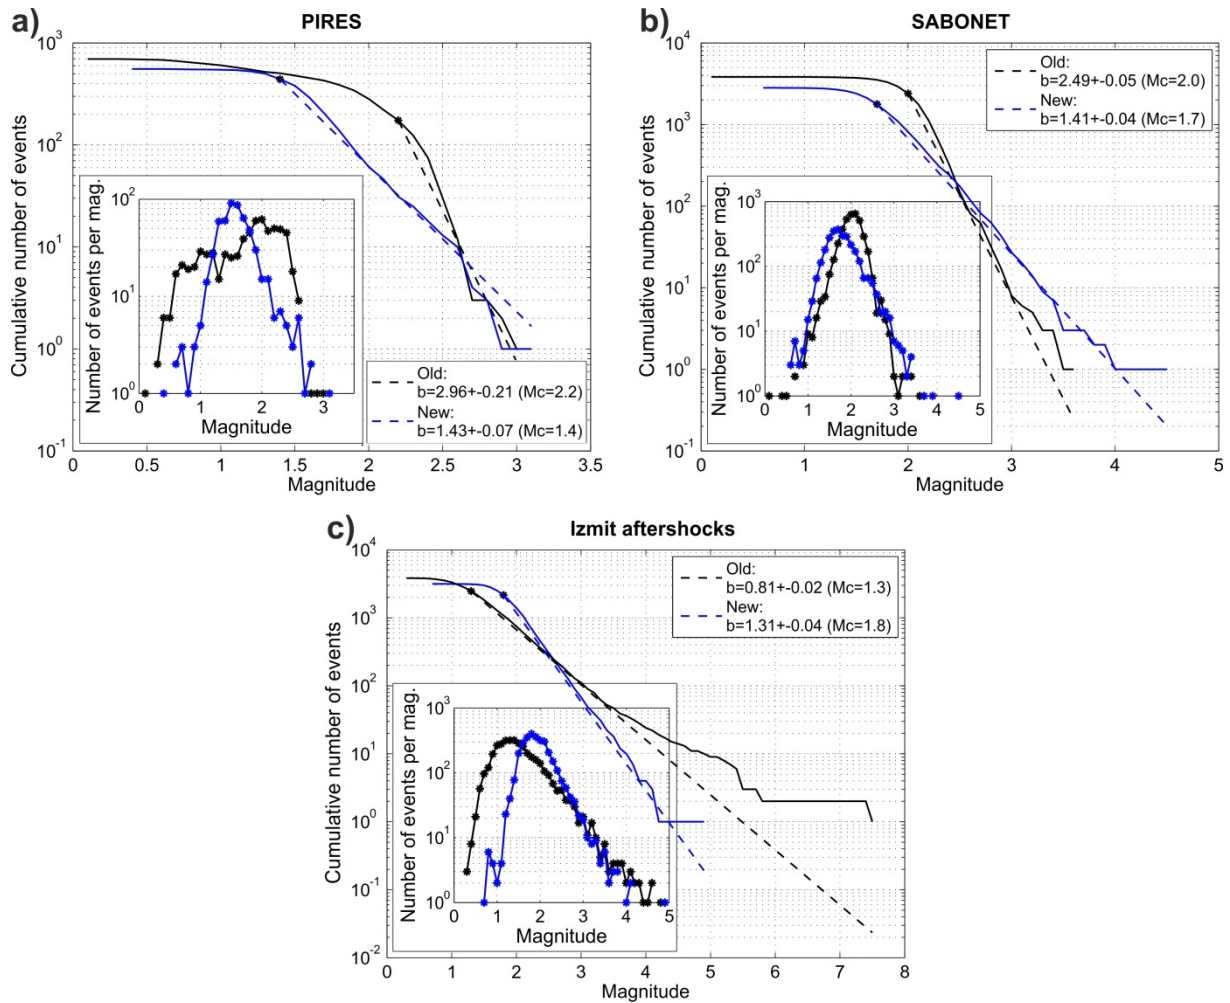 a)
PIRES
10^3
10^2
10^1
10^0
10^-1
Cumulative number of events
0 0.5 1 1.5 2 2.5 3 3.5
Magnitude
Old:
b=2.96+-0.21 (Mc=2.2)
New:
b=1.43+-0.07 (Mc=1.4)
Number of events per mag.
10^2
10^1
10^0
0 1 2 3
Magnitude
b)
SABONET
10^4
10^3
10^2
10^1
10^0
10^-1
Cumulative number of events
0 1 2 3 4 5
Magnitude
Old:
b=2.49+-0.05 (Mc=2.0)
New:
b=1.41+-0.04 (Mc=1.7)
Number of events per mag.
10^3
10^2
10^1
10^0
0 1 2 3 4 5
Magnitude
c)
Izmit aftershocks
10^4
10^3
10^2
10^1
10^0
10^-1
10^-2
Cumulative number of events
0 1 2 3 4 5 6 7 8
Magnitude
Old:
b=0.81+-0.02 (Mc=1.3)
New:
b=1.31+-0.04 (Mc=1.8)
Number of events per mag.
10^3
10^2
10^1
10^0
0 1 2 3 4 5
Magnitude